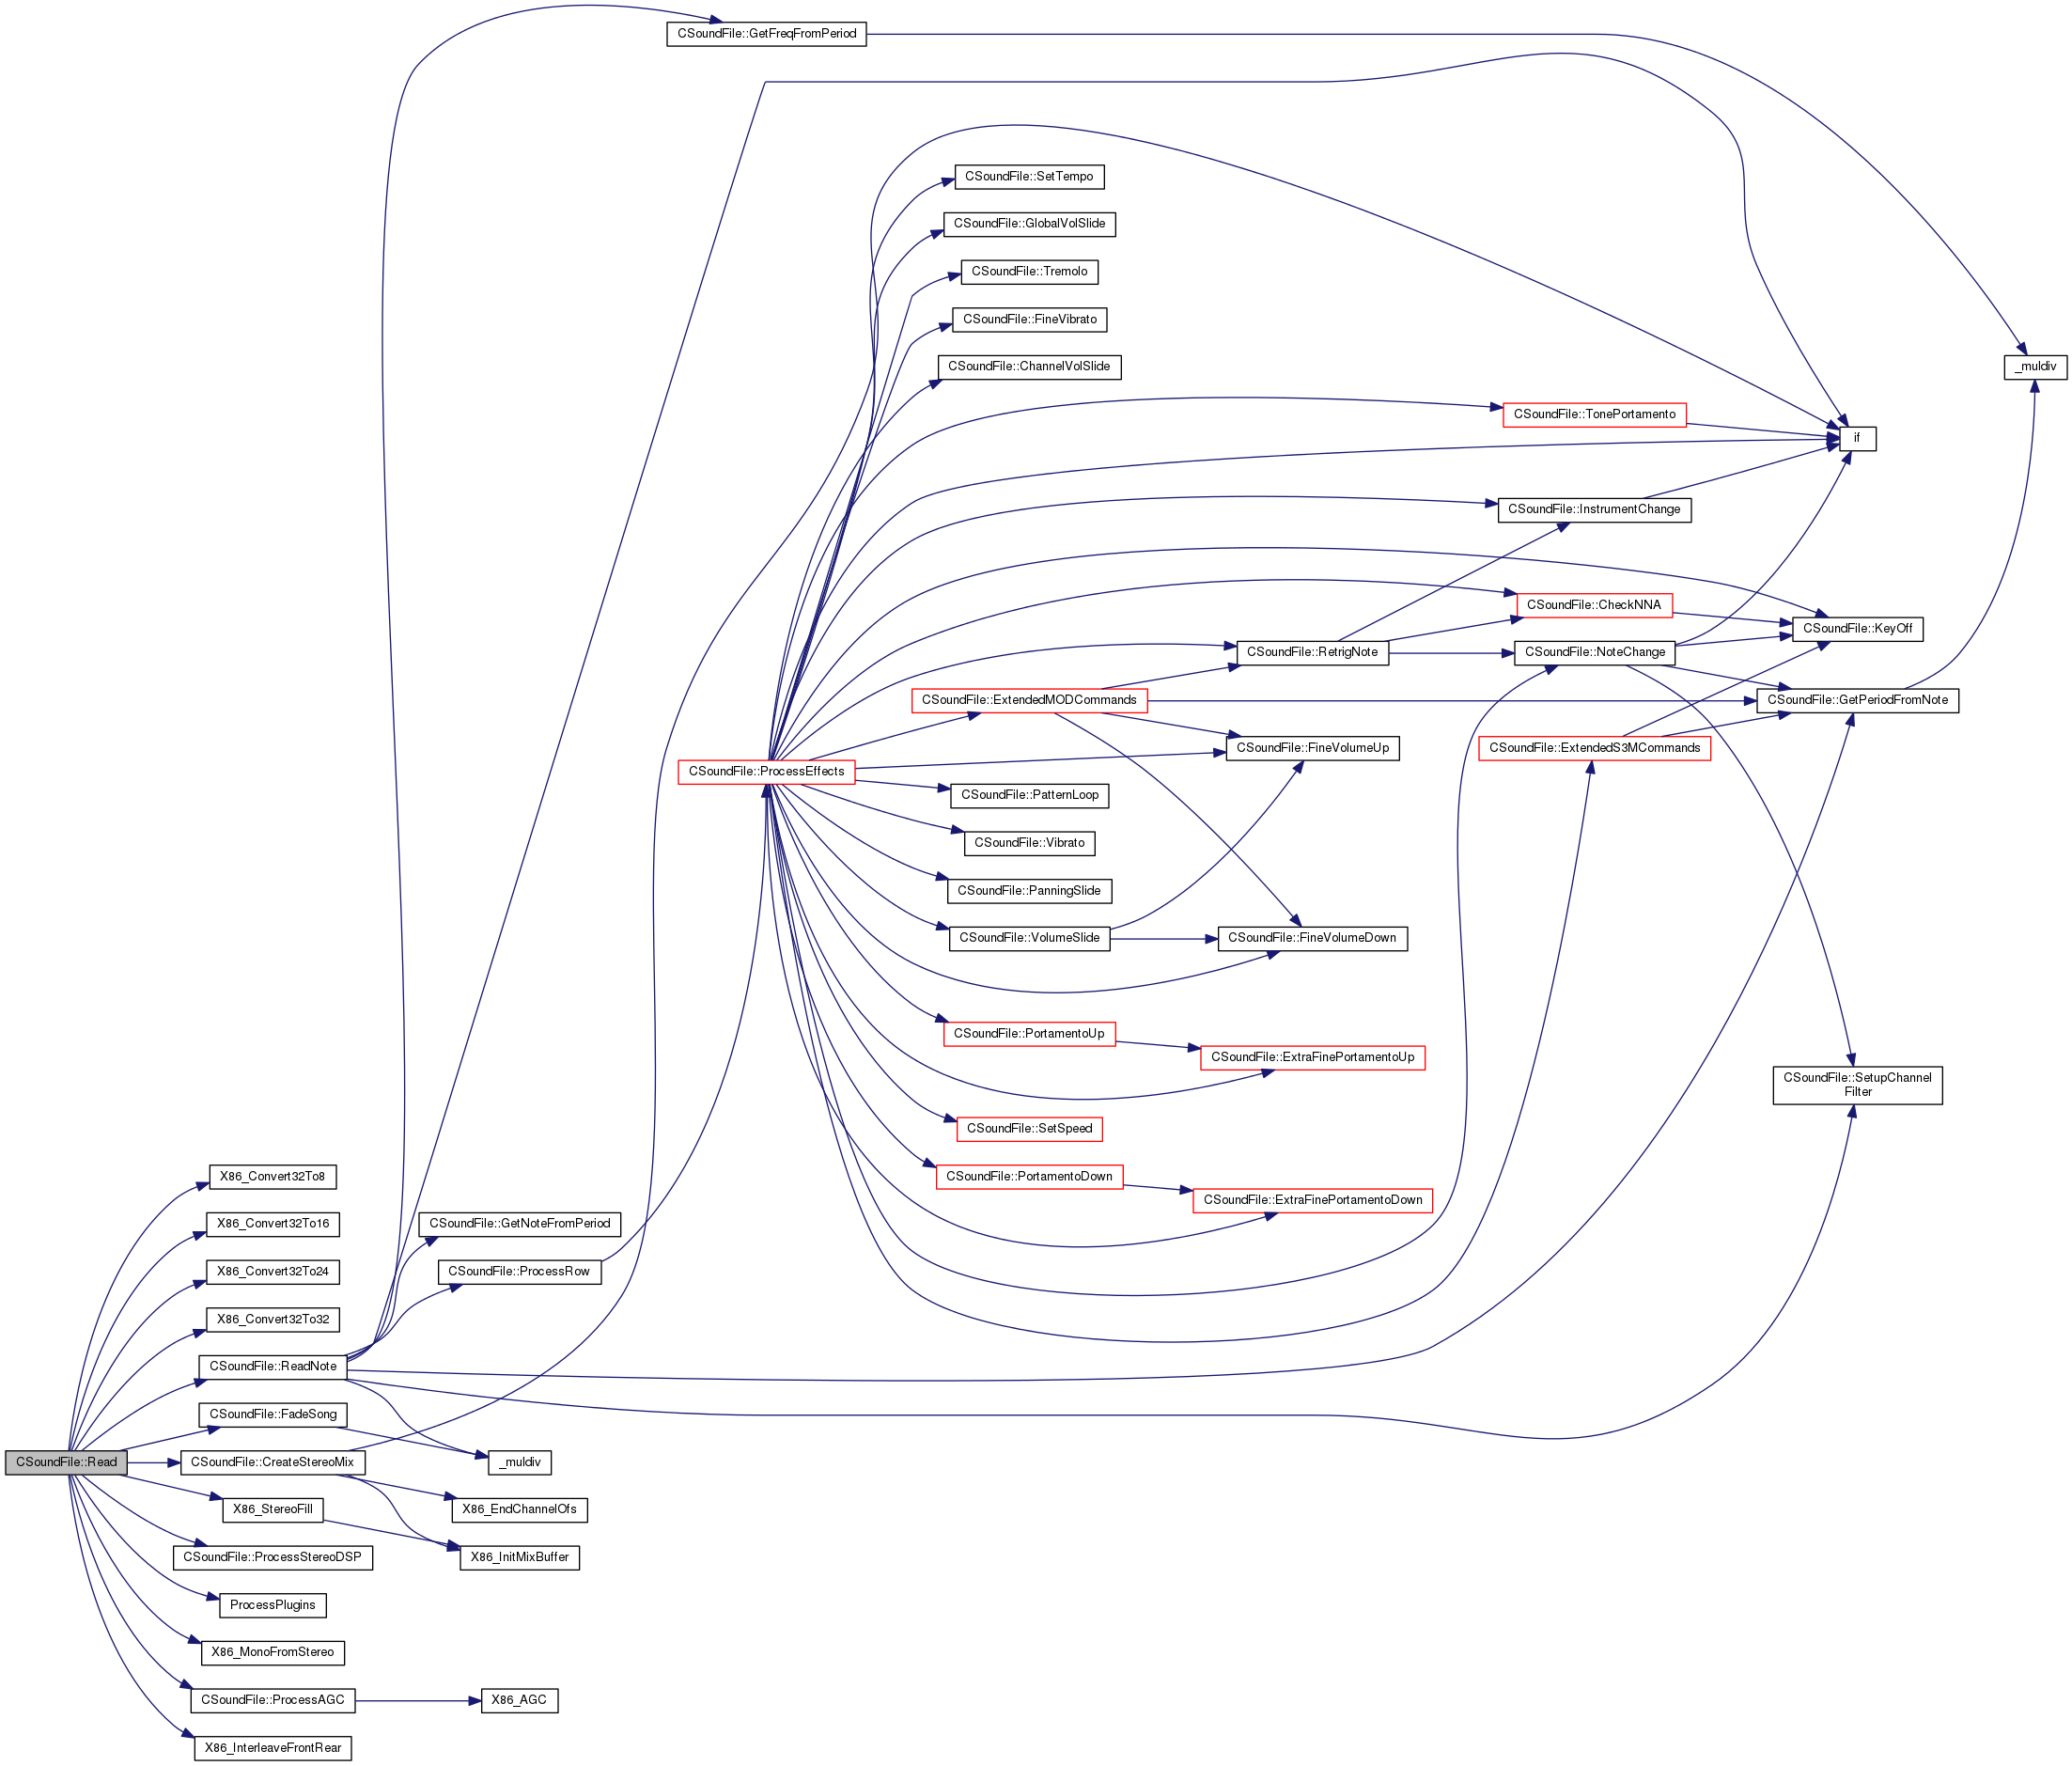 CSoundFile::GetFreqFromPeriod
CSoundFile::SetTempo
CSoundFile::GlobalVolSlide
CSoundFile::Tremolo
CSoundFile::FineVibrato
CSoundFile::ChannelVolSlide
_muldiv
CSoundFile::TonePortamento
if
CSoundFile::InstrumentChange
CSoundFile::CheckNNA
CSoundFile::KeyOff
CSoundFile::RetrigNote
CSoundFile::NoteChange
CSoundFile::ExtendedMODCommands
CSoundFile::GetPeriodFromNote
CSoundFile::FineVolumeUp
CSoundFile::ExtendedS3MCommands
CSoundFile::ProcessEffects
CSoundFile::PatternLoop
CSoundFile::Vibrato
CSoundFile::PanningSlide
CSoundFile::VolumeSlide
CSoundFile::FineVolumeDown
CSoundFile::PortamentoUp
CSoundFile::ExtraFinePortamentoUp
CSoundFile::SetupChannel
Filter
CSoundFile::SetSpeed
CSoundFile::PortamentoDown
CSoundFile::ExtraFinePortamentoDown
X86_Convert32To8
X86_Convert32To16
CSoundFile::GetNoteFromPeriod
X86_Convert32To24
CSoundFile::ProcessRow
X86_Convert32To32
CSoundFile::ReadNote
CSoundFile::FadeSong
CSoundFile::Read
CSoundFile::CreateStereoMix
_muldiv
X86_StereoFill
X86_EndChannelOfs
CSoundFile::ProcessStereoDSP
X86_InitMixBuffer
ProcessPlugins
X86_MonoFromStereo
CSoundFile::ProcessAGC
X86_AGC
X86_InterleaveFrontRear